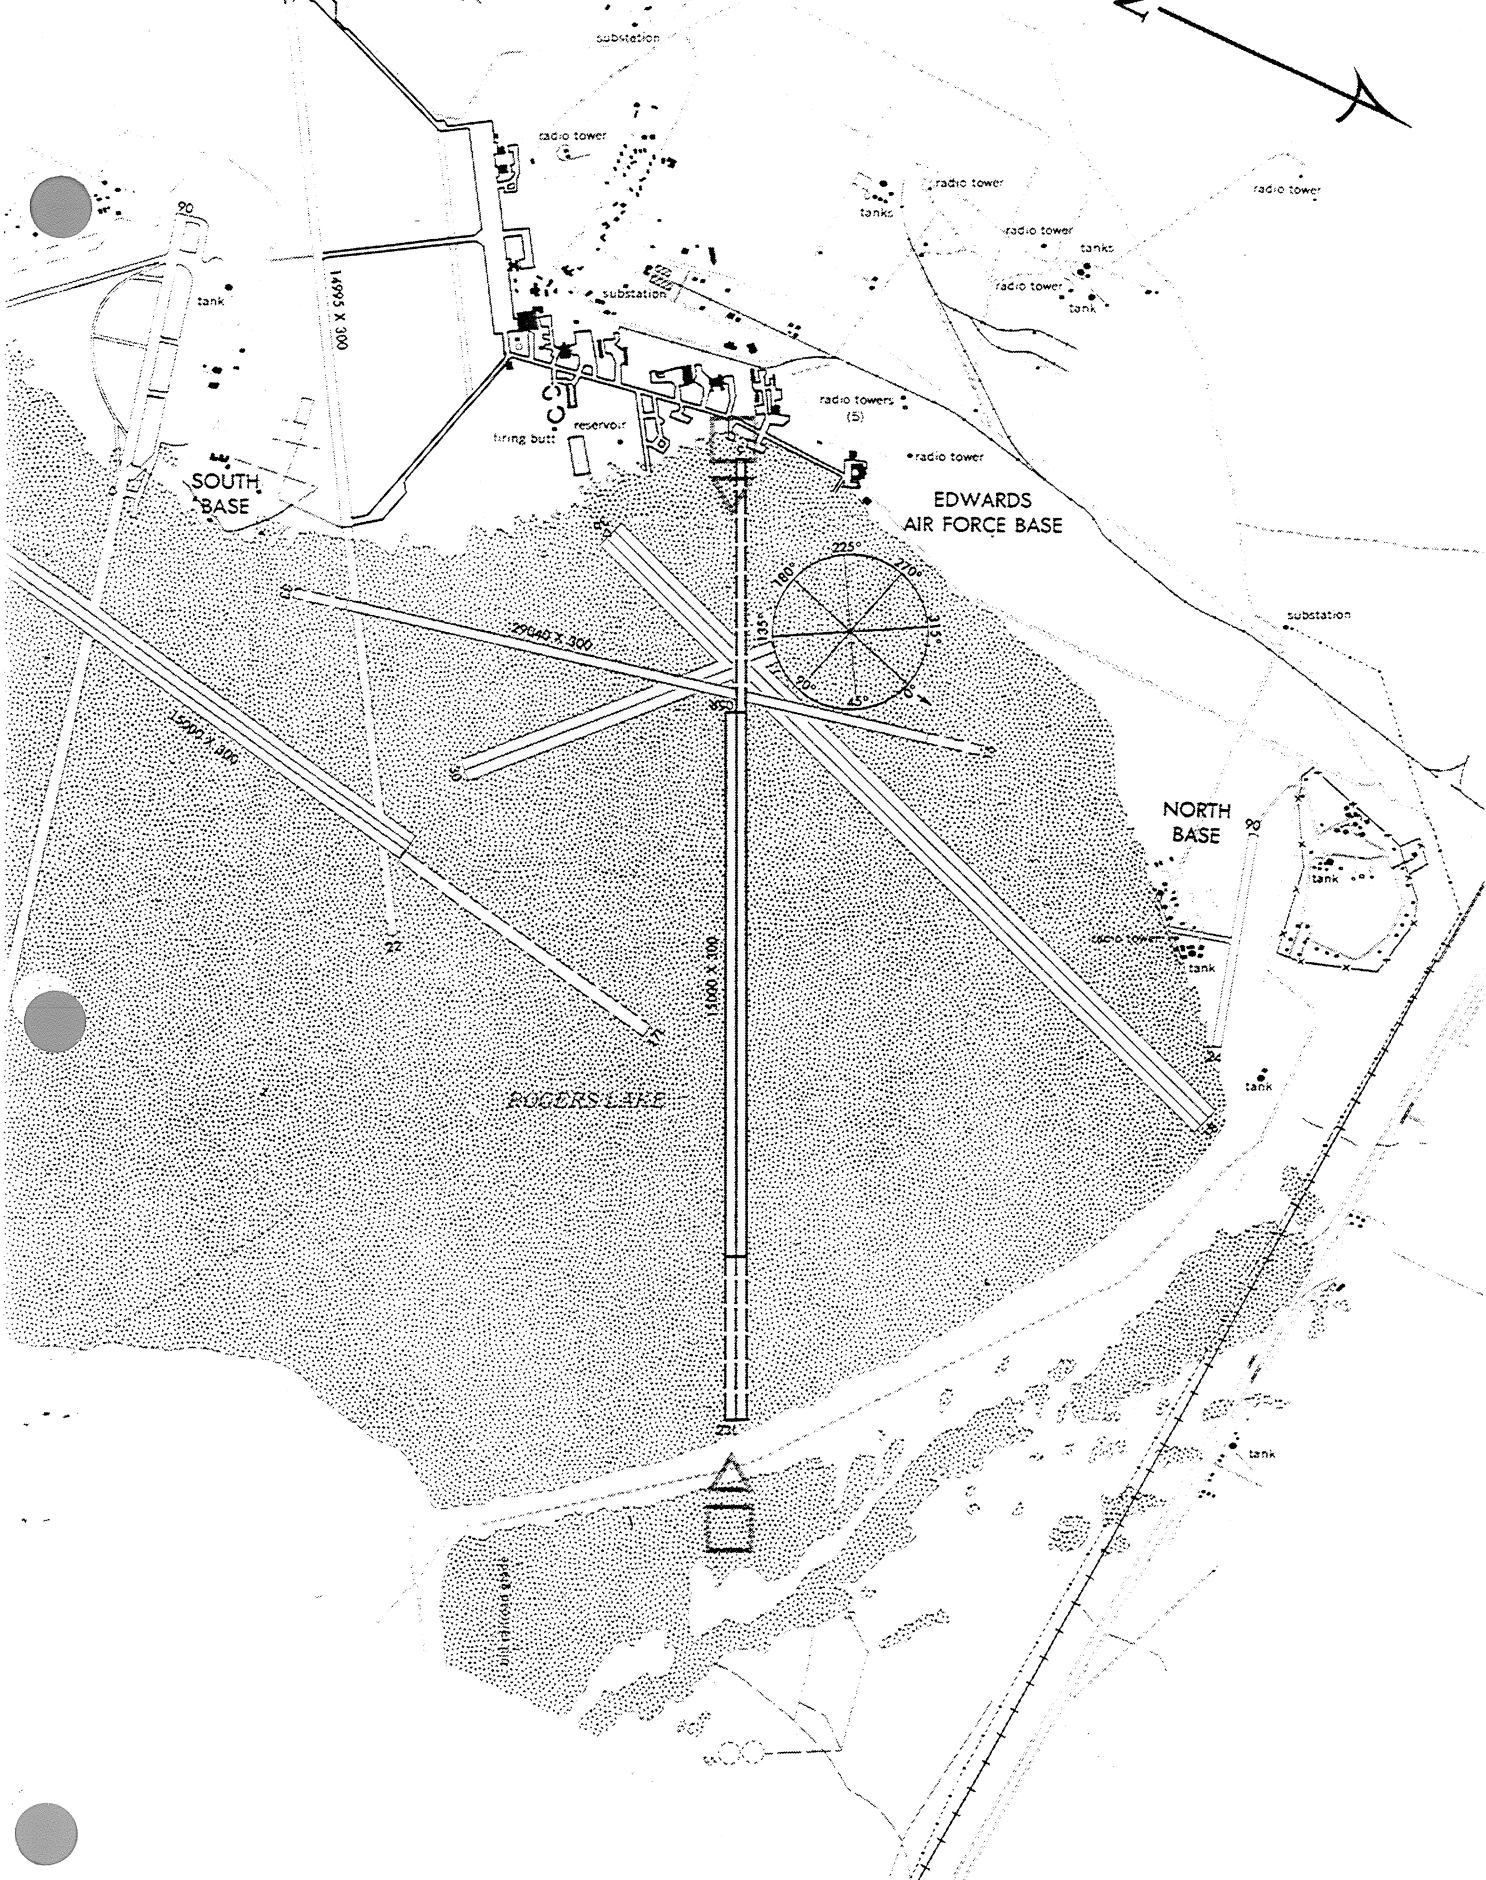 substation
radio tower
radio tower
tanks
radio tower
radio tower
tanks
radio tower
tank
90
tank
14995 X 300
substation
radio towers
(5)
firing butt
reservoir
radio tower
SOUTH
BASE
EDWARDS
AIR FORCE BASE
225°
270°
180°
135°
315°
90°
45°
0
substation
29040 X 300
15000 X 300
NORTH
BASE
90
tank
22
radio tower
tank
15000 X 300
24
tank
ROGERS LAKE
tank